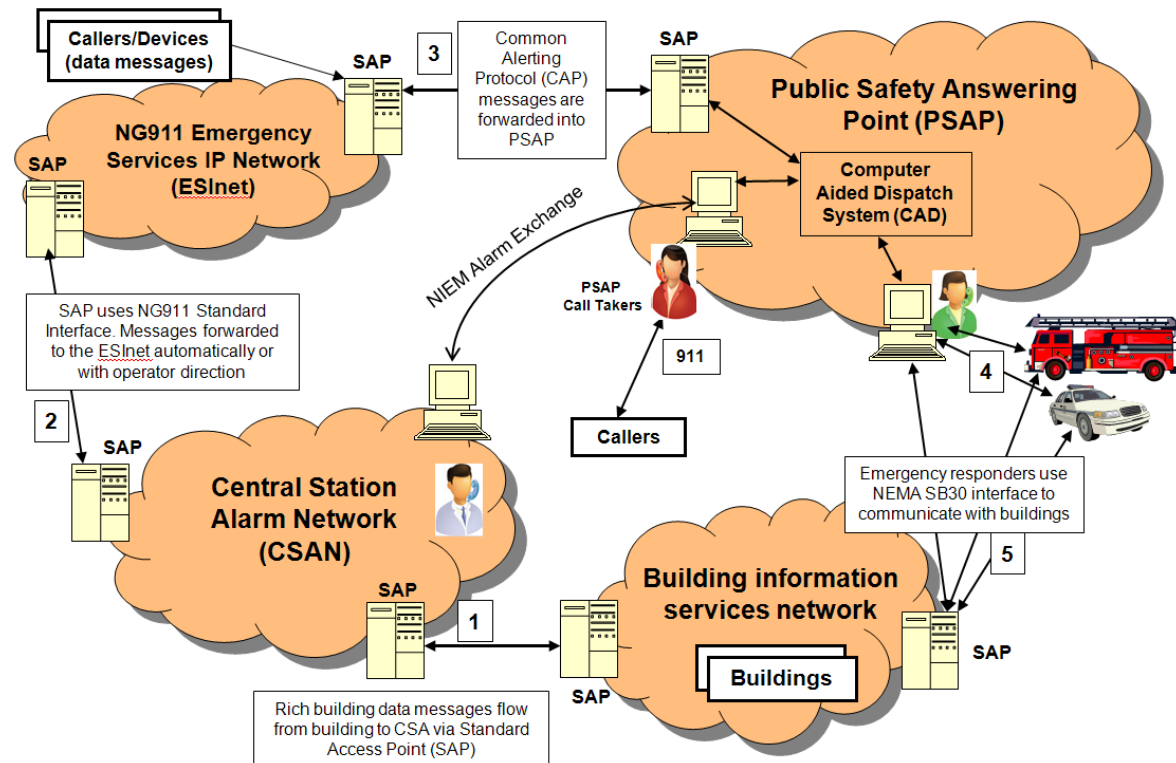 Callers/Devices
(data messages)
SAP
3
Common
Alerting
Protocol (CAP)
messages are
forwarded into
PSAP
SAP
Public Safety Answering
Point (PSAP)
NG911 Emergency
Services IP Network
(ESInet)
SAP
Computer
Aided Dispatch
System (CAD)
NIEM Alarm Exchange
PSAP
Call Takers
SAP uses NG911 Standard
Interface. Messages forwarded
to the ESInet automatically or
with operator direction
911
4
2
SAP
Callers
Central Station
Alarm Network
(CSAN)
Emergency responders use
NEMA SB30 interface to
communicate with buildings
5
SAP
1
Building information
services network
SAP
SAP
Buildings
Rich building data messages flow
from building to CSA via Standard
Access Point (SAP)